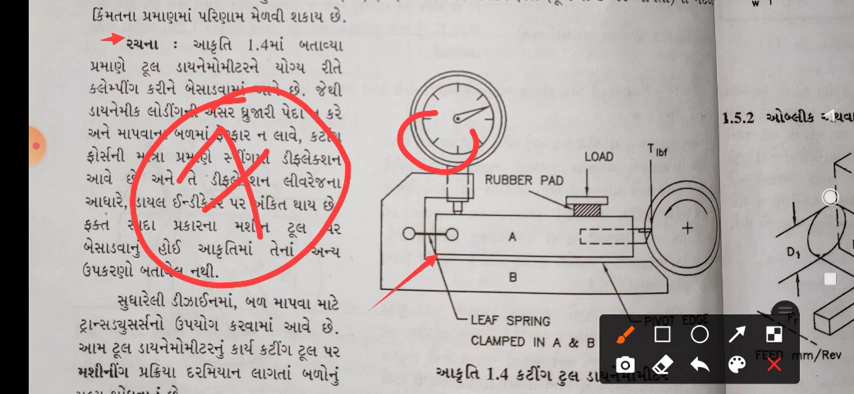 કિંમતના પ્રમાણમાં પરિણામ મેળવી શકાય છે.
રચના : આકૃતિ 1.4માં બતાવ્યા
પ્રમાણે ટૂલ ડાયનેમોમીટરને યોગ્ય રીતે
ક્લેમ્પીંગ કરીને બેસાડવામાં આવે છે. જેથી
ડાયનેમીક લોડીંગની અસર ધ્રુજારી પેદા ન કરે
અને માપવાના બળમાં ફેરફાર ન લાવે, કટીંગ
ફોર્સની માત્રા પ્રમાણે સ્પ્રીંગમાં ડીફ્લેક્શન
આવે છે અને તે ડીફ્લેક્શન લીવરેજના
આધારે, ડાયલ ઈન્ડીકેટર પર અંકિત થાય છે.
ફક્ત સાદા પ્રકારના મશીન ટૂલ પર
બેસાડવાનું હોઈ આકૃતિમાં તેનાં અન્ય
ઉપકરણો બતાવેલ નથી.
સુધારેલી ડીઝાઈનમાં, બળ માપવા માટે
ટ્રાન્સડ્યુસર્સનો ઉપયોગ કરવામાં આવે છે.
આમ ટૂલ ડાયનેમોમીટરનું કાર્ય કટીંગ ટૂલ પર
મશીનીંગ પ્રક્રિયા દરમિયાન લાગતાં બળોનું
LOAD
T lbf
RUBBER PAD
A
B
LEAF SPRING
CLAMPED IN A & B
PIVOT EDGE
આકૃતિ 1.4 કટીંગ ટુલ ડાયનેમોમીટર
1.5.2 ઓબ્લીક અથવા
D1
FEED mm/Rev